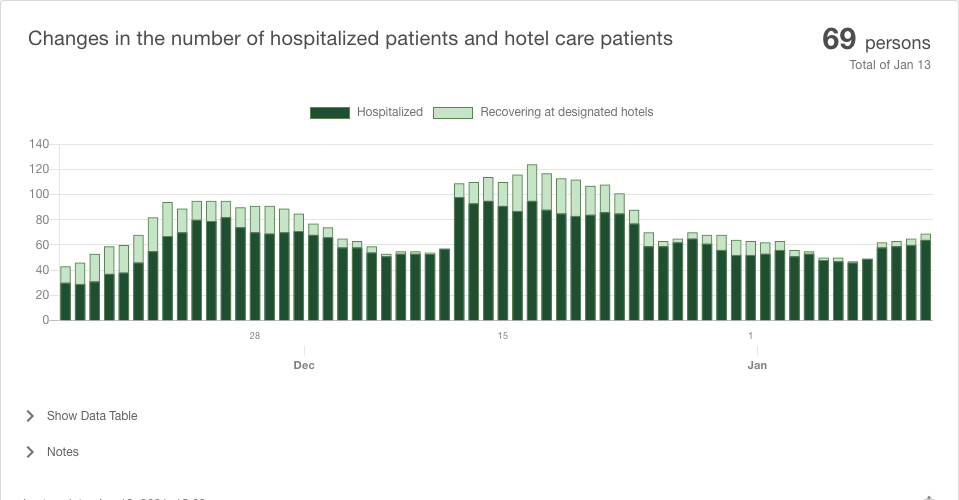 Changes in the number of hospitalized patients and hotel care patients
69 persons
Total of Jan 13
Hospitalized
Recovering at designated hotels
140
120
100
80
60
40
20
0
28
15
1
Dec
Jan
Show Data Table
Notes